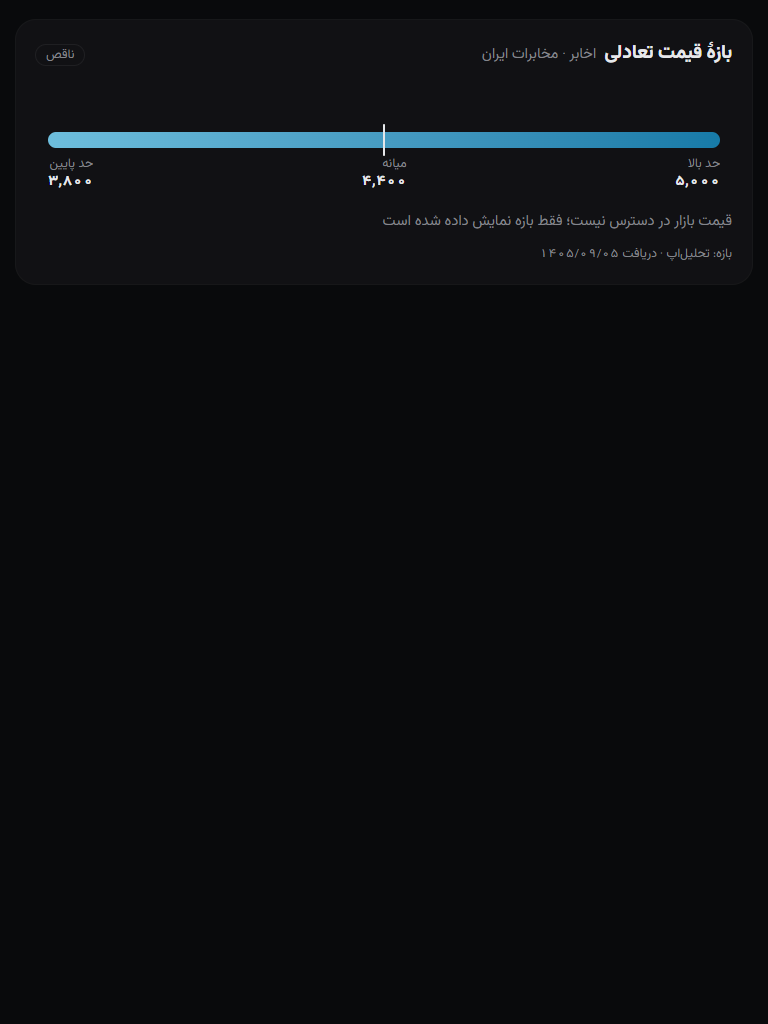 بازهٔ قیمت تعادلی اخابر · مخابرات ایران
ناقص
حد بالا میانه حد پایین
۵,۰۰۰ ۴,۴۰۰ ۳,۸۰۰
قیمت بازار در دسترس نیست؛ فقط بازه نمایش داده شده است
بازه: تحلیل‌اپ · دریافت ۱۴۰۵/۰۹/۰۵